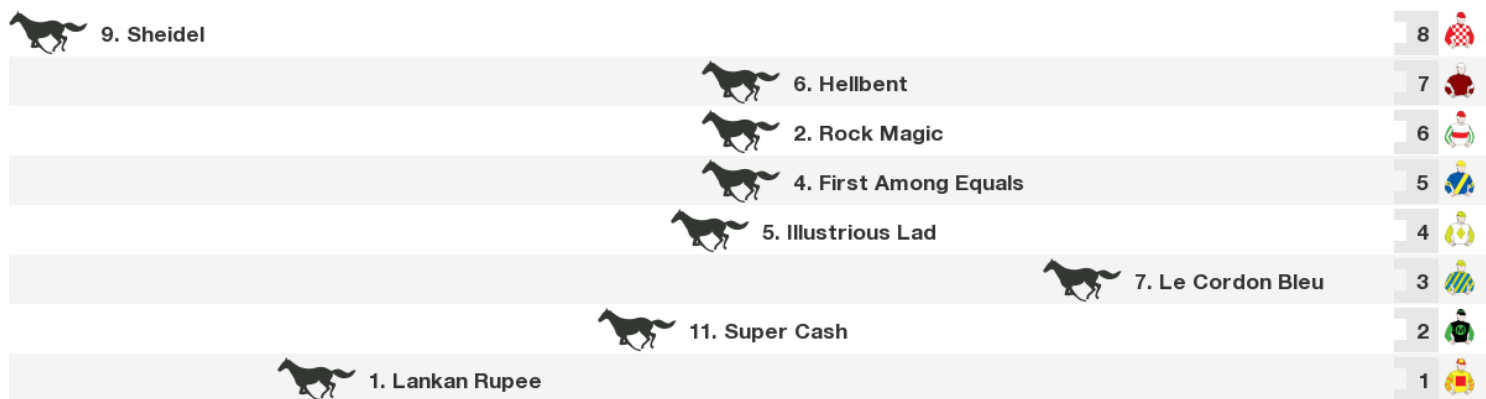 9. Sheidel 8
6. Hellbent 7
2. Rock Magic 6
4. First Among Equals 5
5. Illustrious Lad 4
7. Le Cordon Bleu 3
11. Super Cash 2
M
1. Lankan Rupee 1